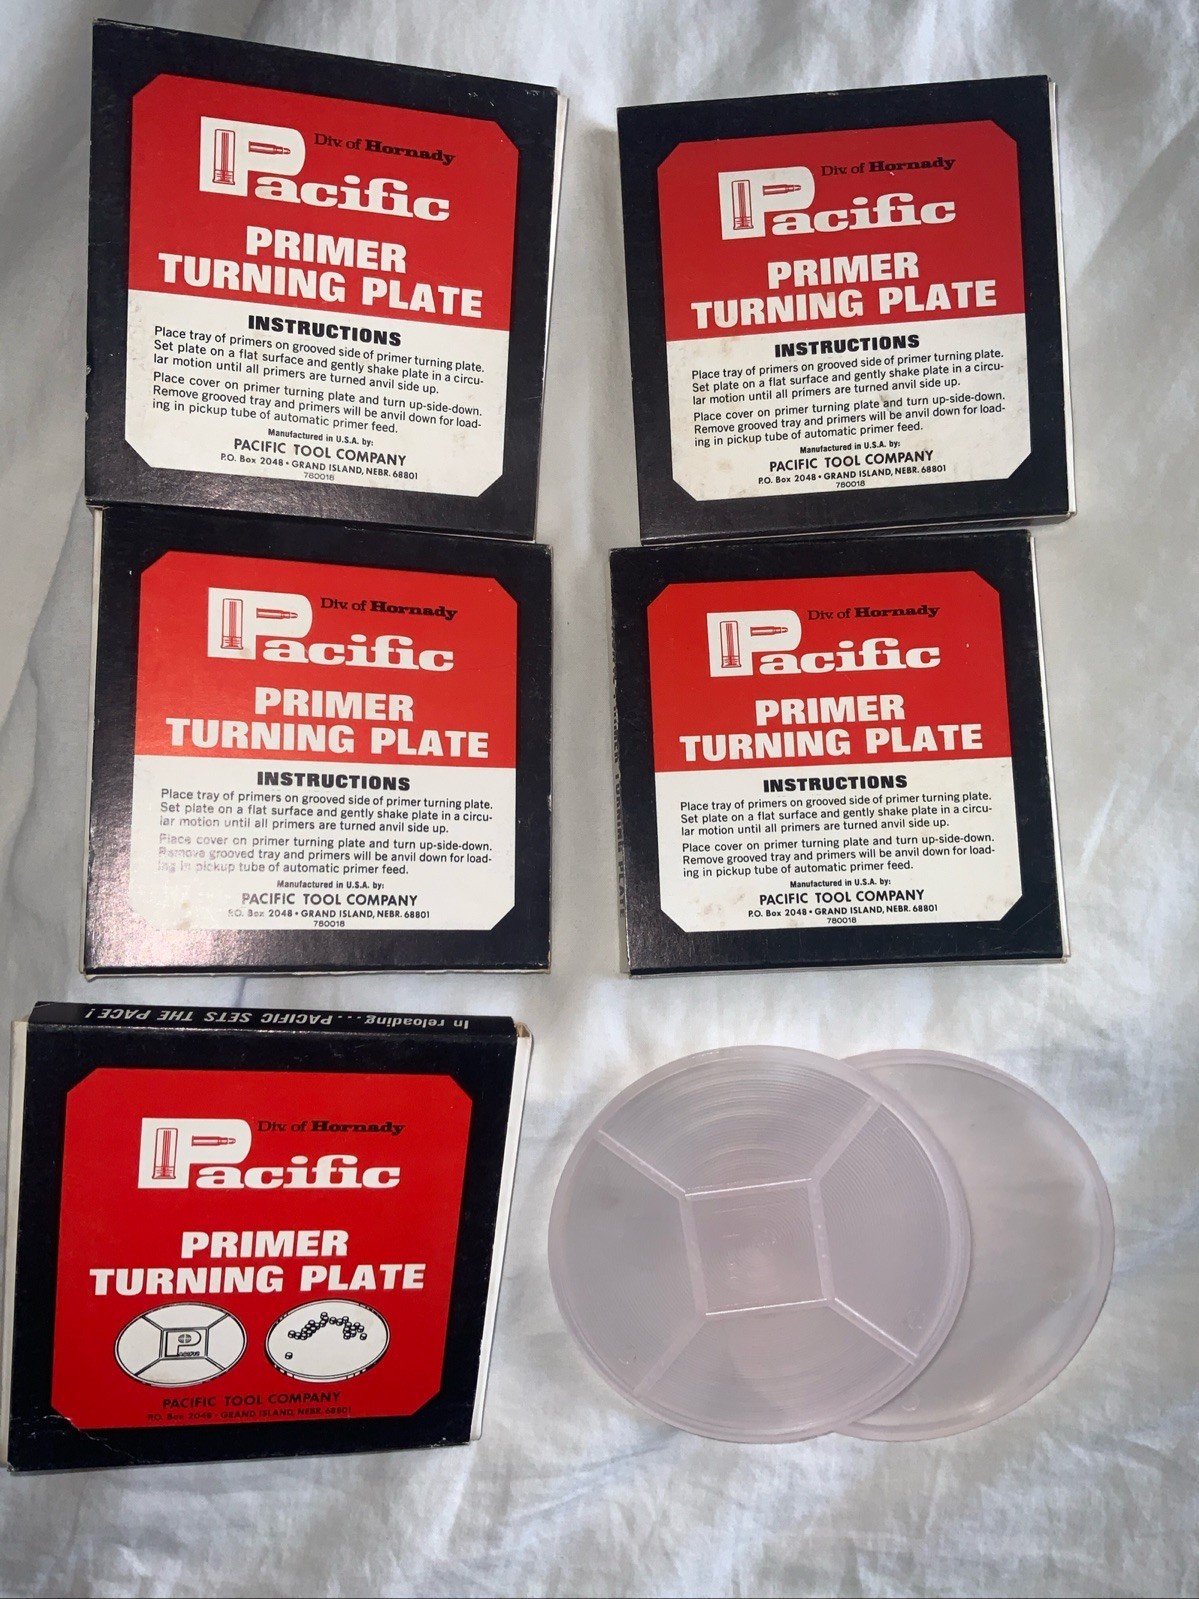 Div. of Hornady
Pacific
PRIMER
TURNING PLATE
INSTRUCTIONS
Place tray of primers on grooved side of primer turning plate.
Set plate on a flat surface and gently shake plate in a circu-
lar motion until all primers are turned anvil side up.
Place cover on primer turning plate and turn up-side-down.
Remove grooved tray and primers will be anvil down for load-
ing in pickup tube of automatic primer feed.
Manufactured in U.S.A. by:
PACIFIC TOOL COMPANY
P.O. Box 2048 • GRAND ISLAND, NEBR. 68801
780018
Div. of Hornady
Pacific
PRIMER
TURNING PLATE
INSTRUCTIONS
Place tray of primers on grooved side of primer turning plate.
Set plate on a flat surface and gently shake plate in a circu-
lar motion until all primers are turned anvil side up.
Place cover on primer turning plate and turn up-side-down.
Remove grooved tray and primers will be anvil down for load-
ing in pickup tube of automatic primer feed.
Manufactured in U.S.A. by:
PACIFIC TOOL COMPANY
P.O. Box 2048 • GRAND ISLAND, NEBR. 68801
780018
Div. of Hornady
Pacific
PRIMER
TURNING PLATE
INSTRUCTIONS
Place tray of primers on grooved side of primer turning plate.
Set plate on a flat surface and gently shake plate in a circu-
lar motion until all primers are turned anvil side up.
Place cover on primer turning plate and turn up-side-down.
Remove grooved tray and primers will be anvil down for load-
ing in pickup tube of automatic primer feed.
Manufactured in U.S.A. by:
PACIFIC TOOL COMPANY
P.O. Box 2048 • GRAND ISLAND, NEBR. 68801
780018
Div. of Hornady
Pacific
PRIMER
TURNING PLATE
INSTRUCTIONS
Place tray of primers on grooved side of primer turning plate.
Set plate on a flat surface and gently shake plate in a circu-
lar motion until all primers are turned anvil side up.
Place cover on primer turning plate and turn up-side-down.
Remove grooved tray and primers will be anvil down for load-
ing in pickup tube of automatic primer feed.
Manufactured in U.S.A. by:
PACIFIC TOOL COMPANY
P.O. Box 2048 • GRAND ISLAND, NEBR. 68801
780018
In reloading.... PACIFIC SETS THE PACE!
Div. of Hornady
Pacific
PRIMER
TURNING PLATE
PACIFIC TOOL COMPANY
P.O. Box 2048 • GRAND ISLAND, NEBR. 68801